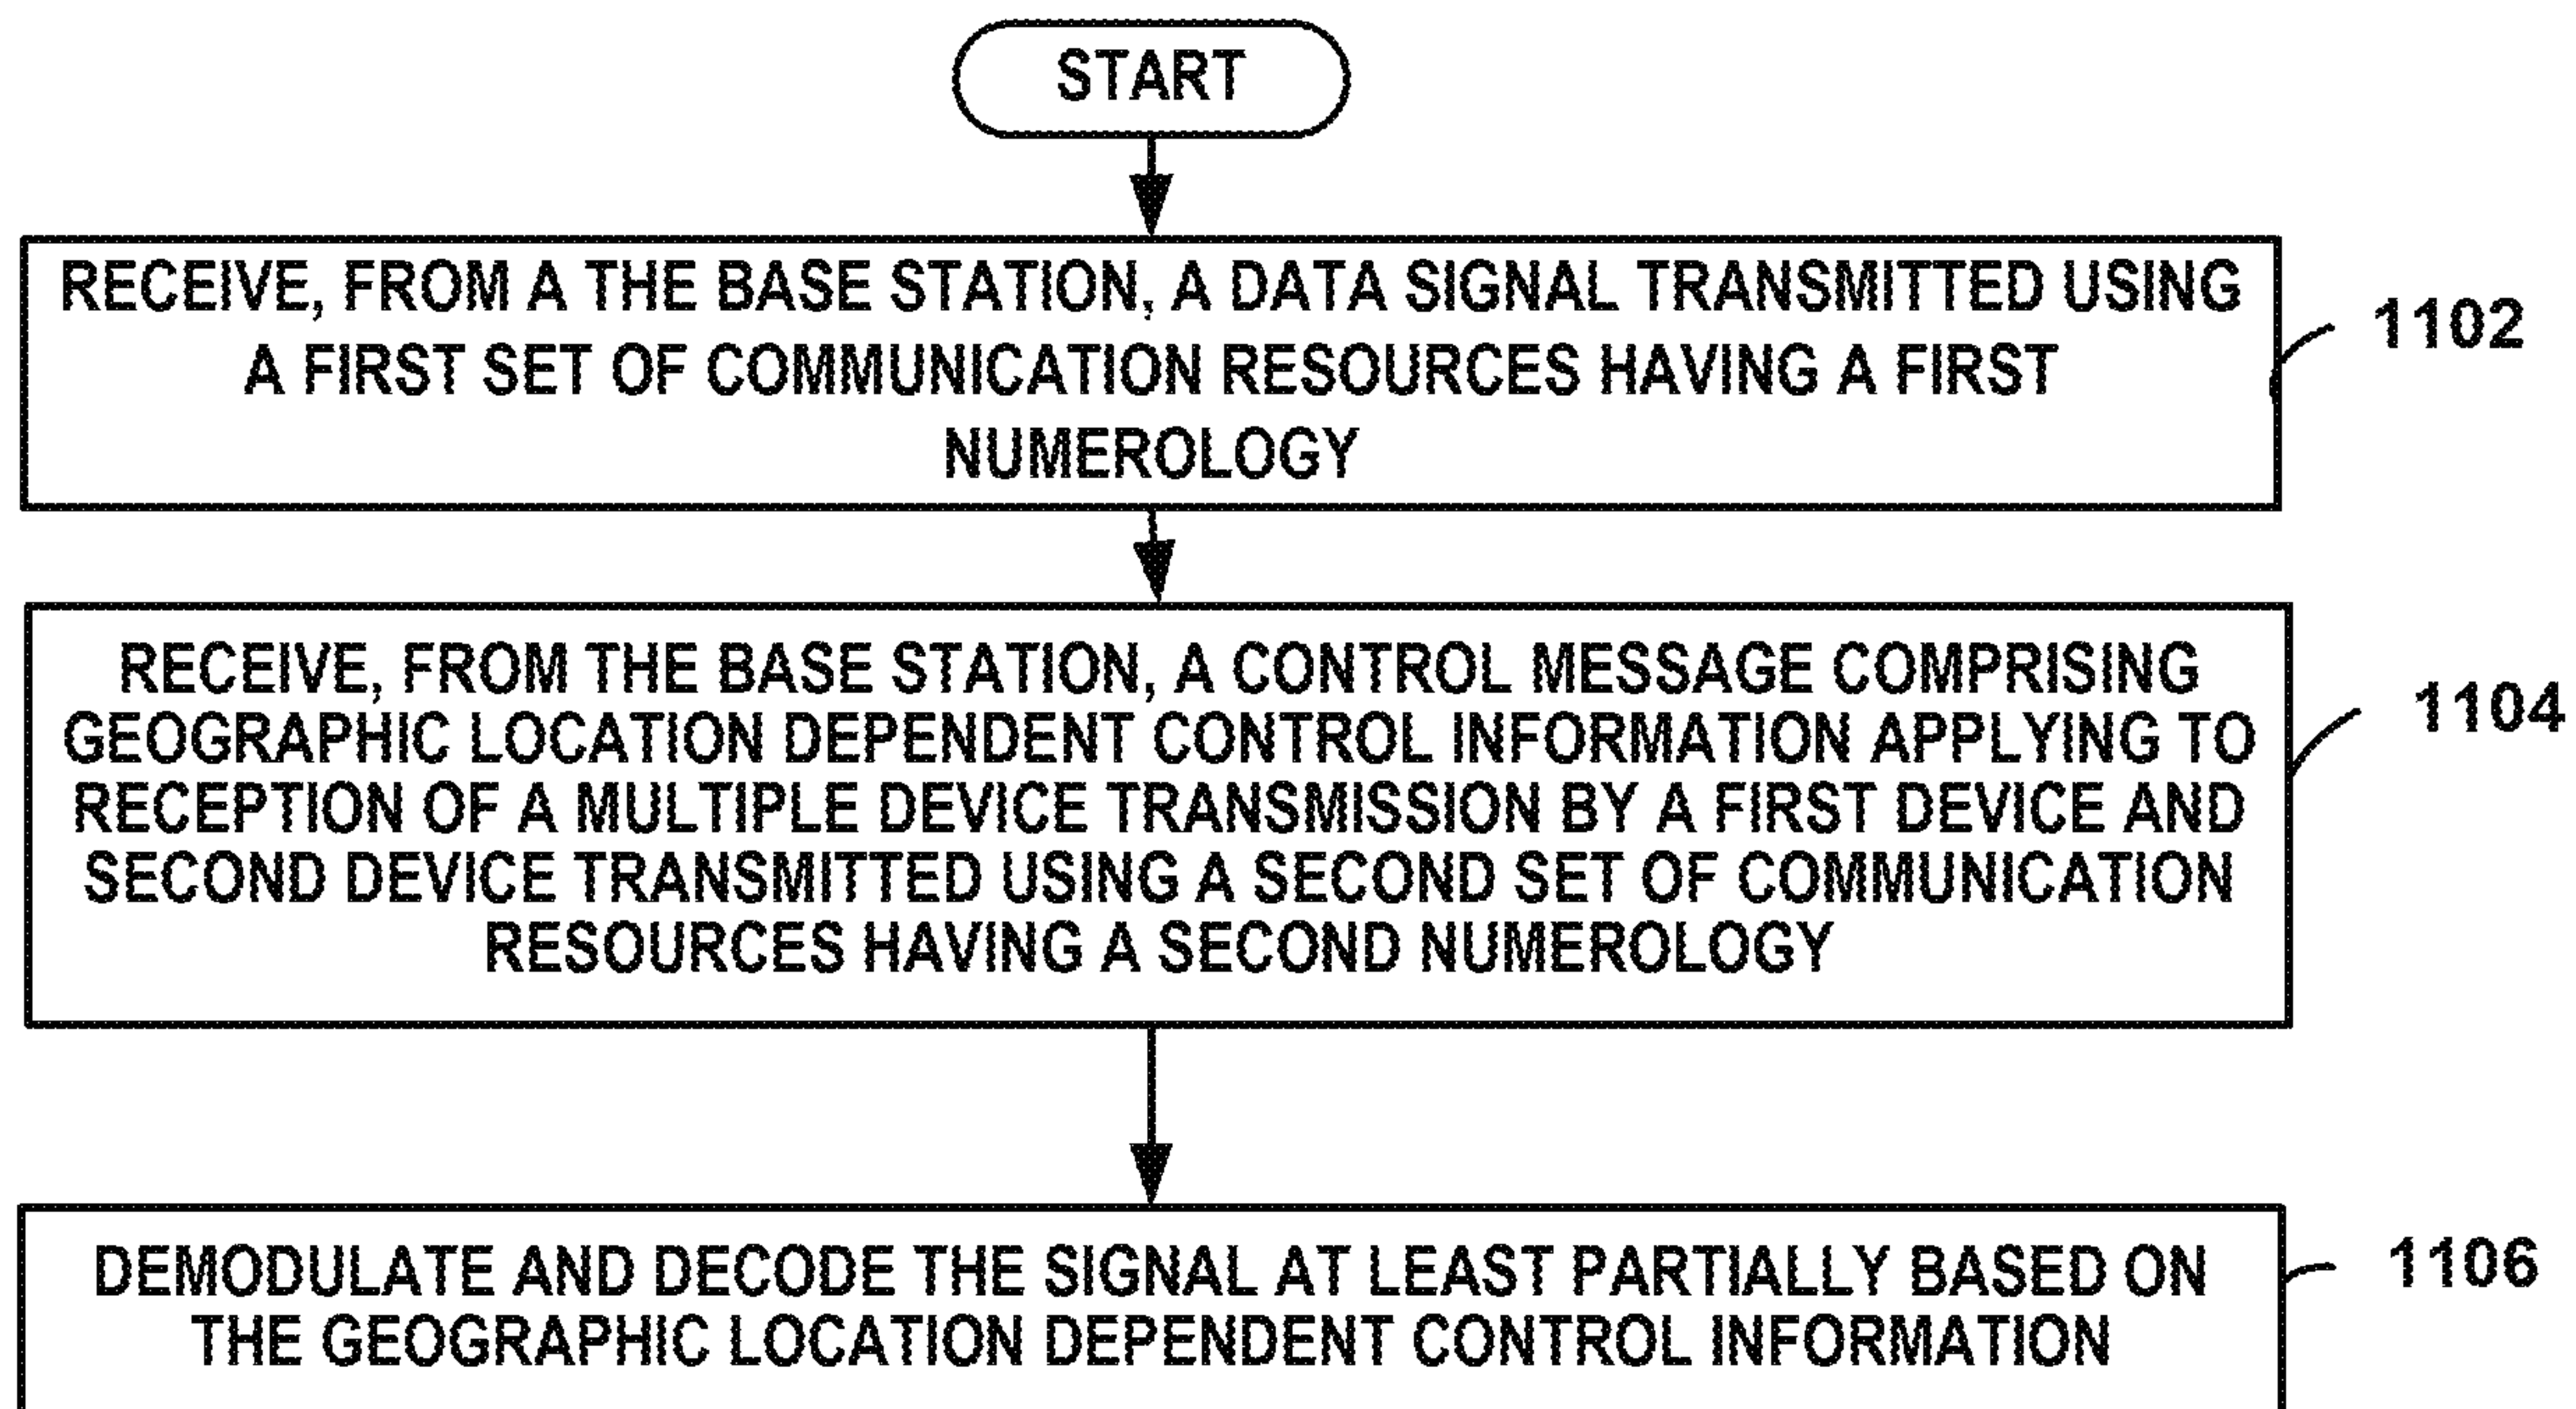 START
RECEIVE, FROM A THE BASE STATION, A DATA SIGNAL TRANSMITTED USING
A FIRST SET OF COMMUNICATION RESOURCES HAVING A FIRST
NUMEROLOGY
1102
RECEIVE, FROM THE BASE STATION, A CONTROL MESSAGE COMPRISING
GEOGRAPHIC LOCATION DEPENDENT CONTROL INFORMATION APPLYING TO
RECEPTION OF A MULTIPLE DEVICE TRANSMISSION BY A FIRST DEVICE AND
SECOND DEVICE TRANSMITTED USING A SECOND SET OF COMMUNICATION
RESOURCES HAVING A SECOND NUMEROLOGY
1104
DEMODULATE AND DECODE THE SIGNAL AT LEAST PARTIALLY BASED ON
THE GEOGRAPHIC LOCATION DEPENDENT CONTROL INFORMATION
1106